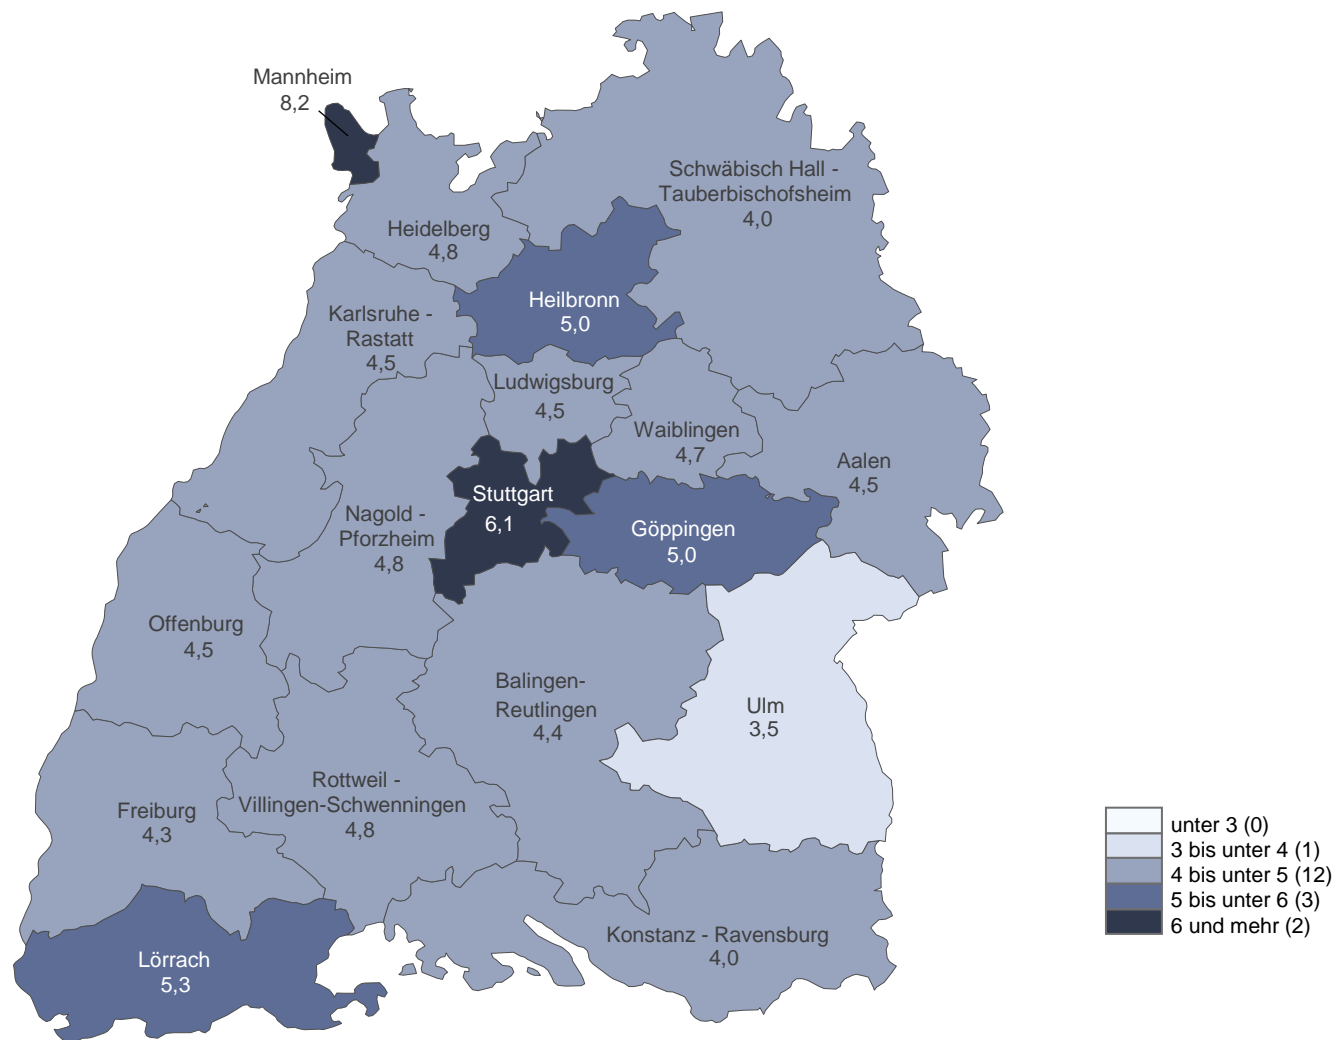 Mannheim
8,2
Schwäbisch Hall -
Tauberbischofsheim
4,0
Heidelberg
4,8
Heilbronn
5,0
Karlsruhe -
Rastatt
4,5
Ludwigsburg
4,5
Waiblingen
4,7
Aalen
4,5
Stuttgart
6,1
Nagold -
Pforzheim
4,8
Göppingen
5,0
Offenburg
4,5
Balingen-
Reutlingen
4,4
Ulm
3,5
Rottweil -
Villingen-Schwenningen
4,8
Freiburg
4,3
Konstanz - Ravensburg
4,0
Lörrach
5,3
unter 3 (0)
3 bis unter 4 (1)
4 bis unter 5 (12)
5 bis unter 6 (3)
6 und mehr (2)